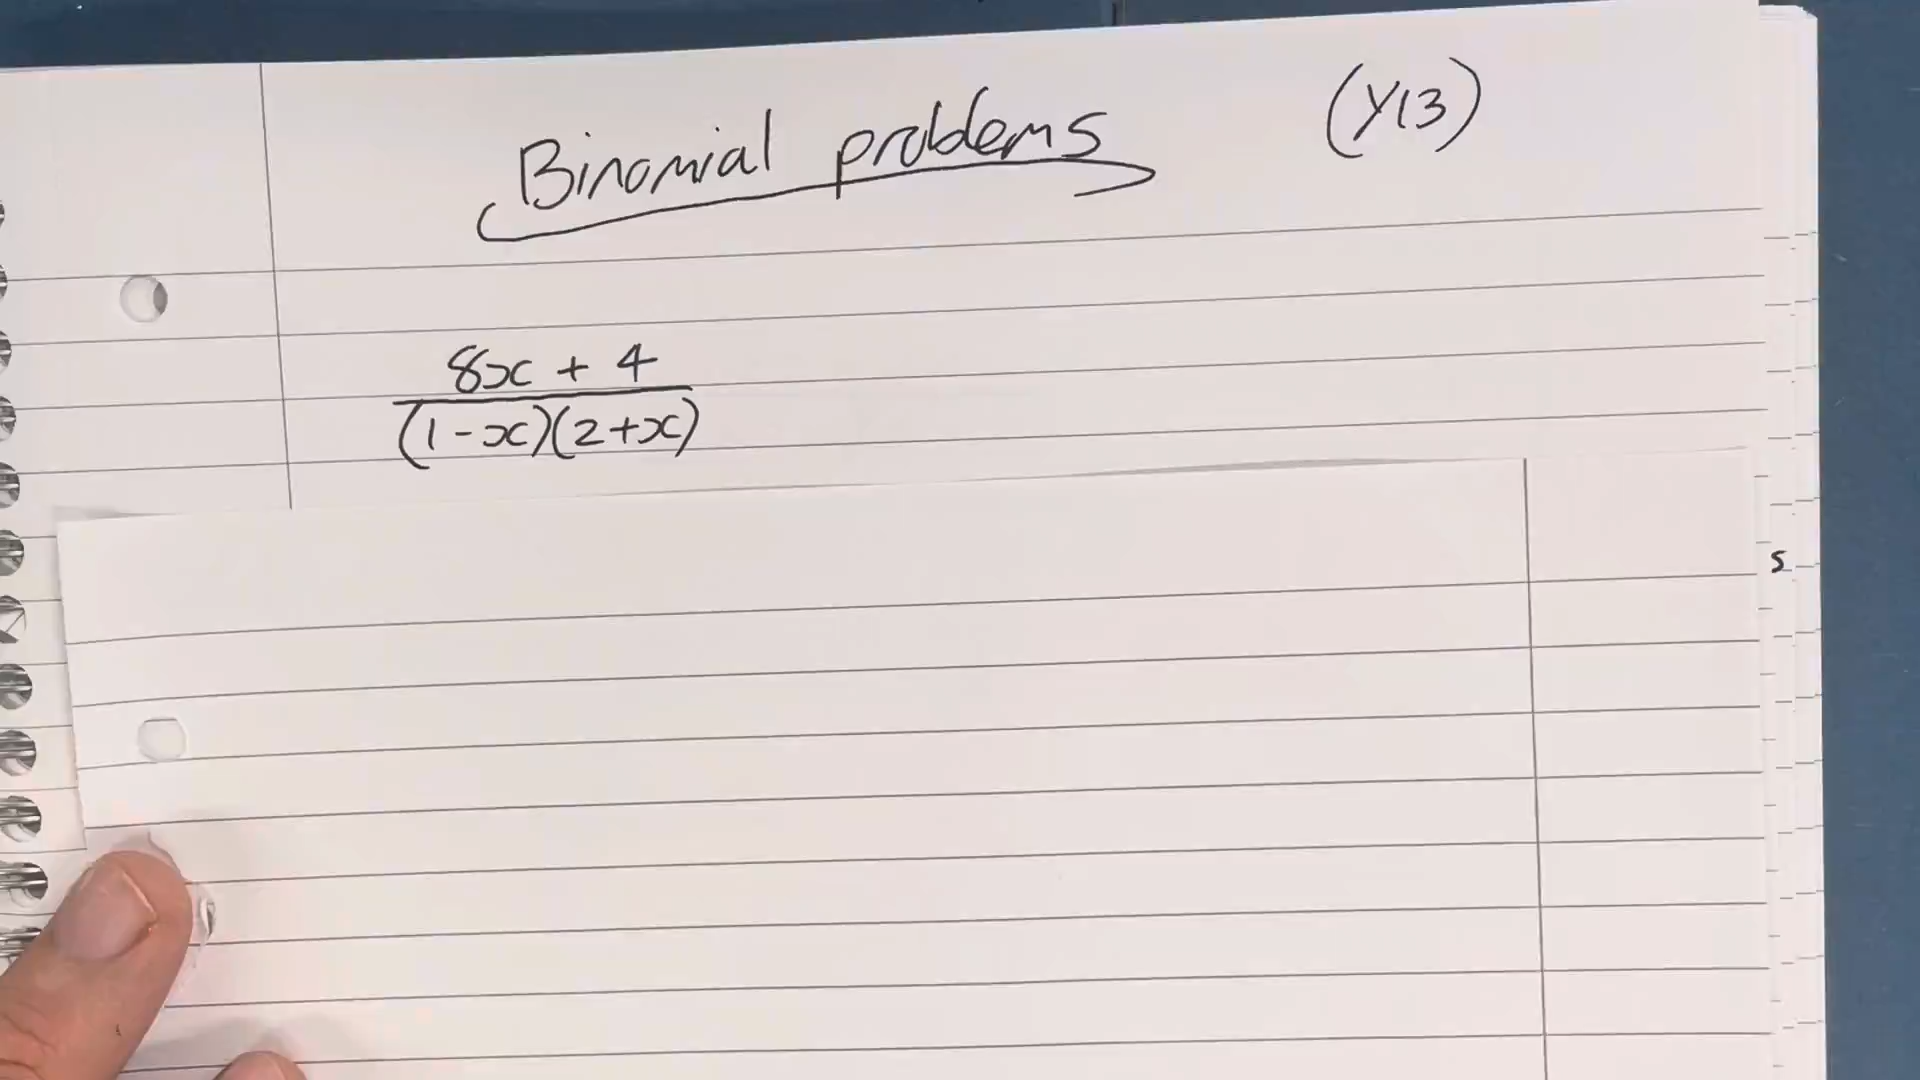 Binomial problems (Y13)
8x + 4
(1-x)(2+x)
s